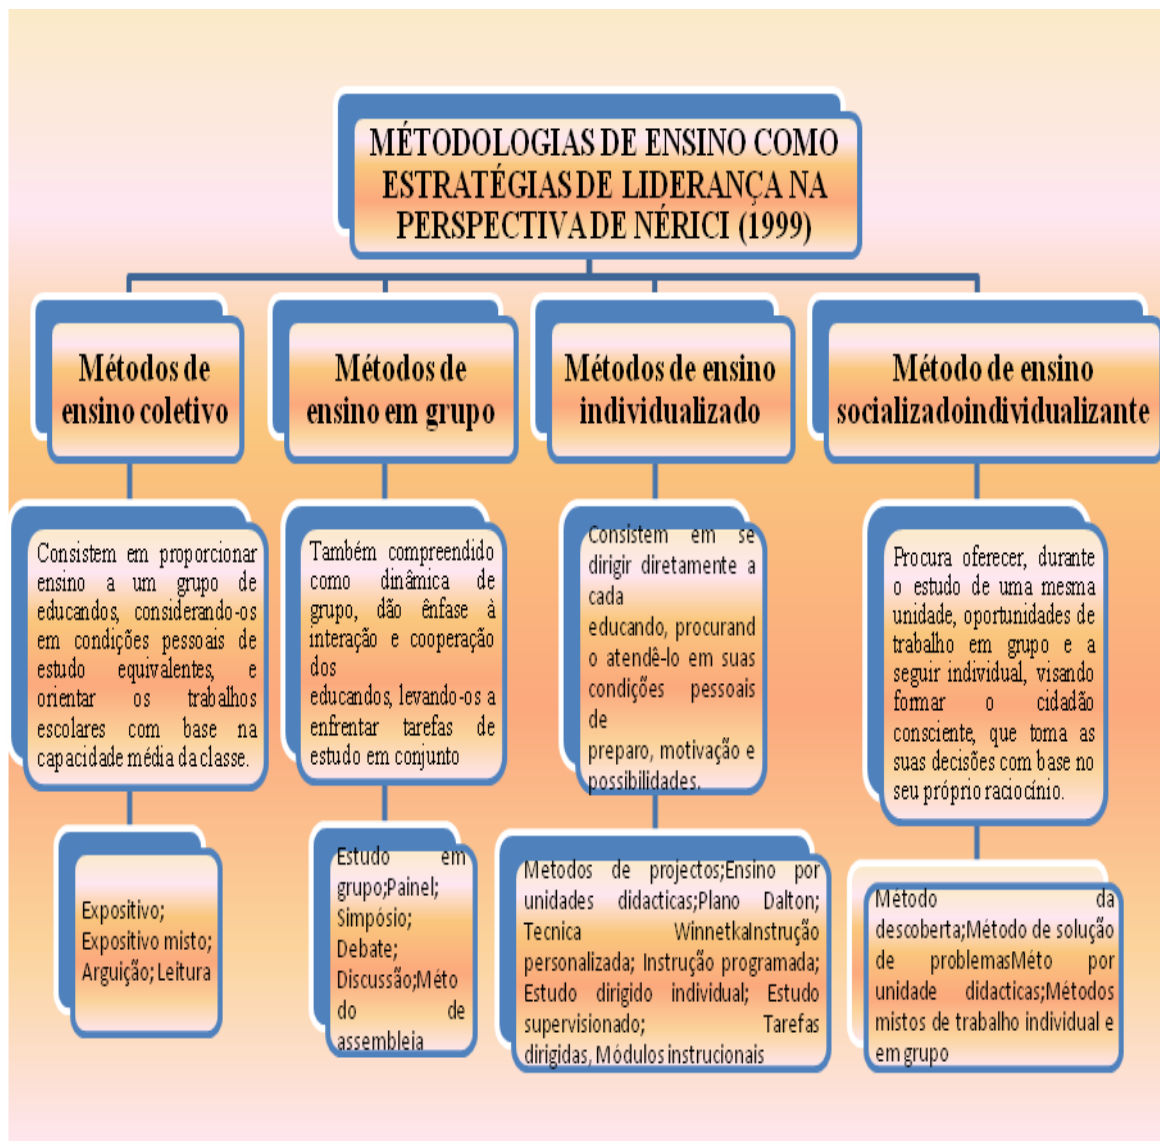 MÉTODOLOGIAS DE ENSINO COMO
ESTRATÉGIAS DE LIDERANÇA NA
PERSPECTIVA DE NÉRICI (1999)
Métodos de
ensino coletivo
Métodos de
ensino em grupo
Métodos de ensino
individualizado
Método de ensino
socializadoindividualizante
Consistem em proporcionar
ensino a um grupo de
educandos, considerando-os
em condições pessoais de
estudo equivalentes, e
orientar os trabalhos
escolares com base na
capacidade média da classe.
Também compreendido
como dinâmica de
grupo, dão ênfase à
interação e cooperação
dos
educandos, levando-os a
enfrentar tarefas de
estudo em conjunto
Consistem em se
dirigir diretamente a
cada
educando, procurand
o atendê-lo em suas
condições pessoais
de
preparo, motivação e
possibilidades.
Procura oferecer, durante
o estudo de uma mesma
unidade, oportunidades de
trabalho em grupo e a
seguir individual, visando
formar o cidadão
consciente, que toma as
suas decisões com base no
seu próprio raciocínio.
Expositivo;
Expositivo misto;
Arguição; Leitura
Estudo em
grupo;Painel;
Simpósio;
Debate;
Discussão;Méto
do de
assembleia
Metodos de projectos;Ensino por
unidades didacticas;Plano Dalton;
Tecnica WinnetkaInstrução
personalizada; Instrução programada;
Estudo dirigido individual; Estudo
supervisionado; Tarefas
dirigidas, Módulos instrucionais
Método da
descoberta;Método de solução
de problemasMéto por
unidade didacticas;Métodos
mistos de trabalho individual e
em grupo